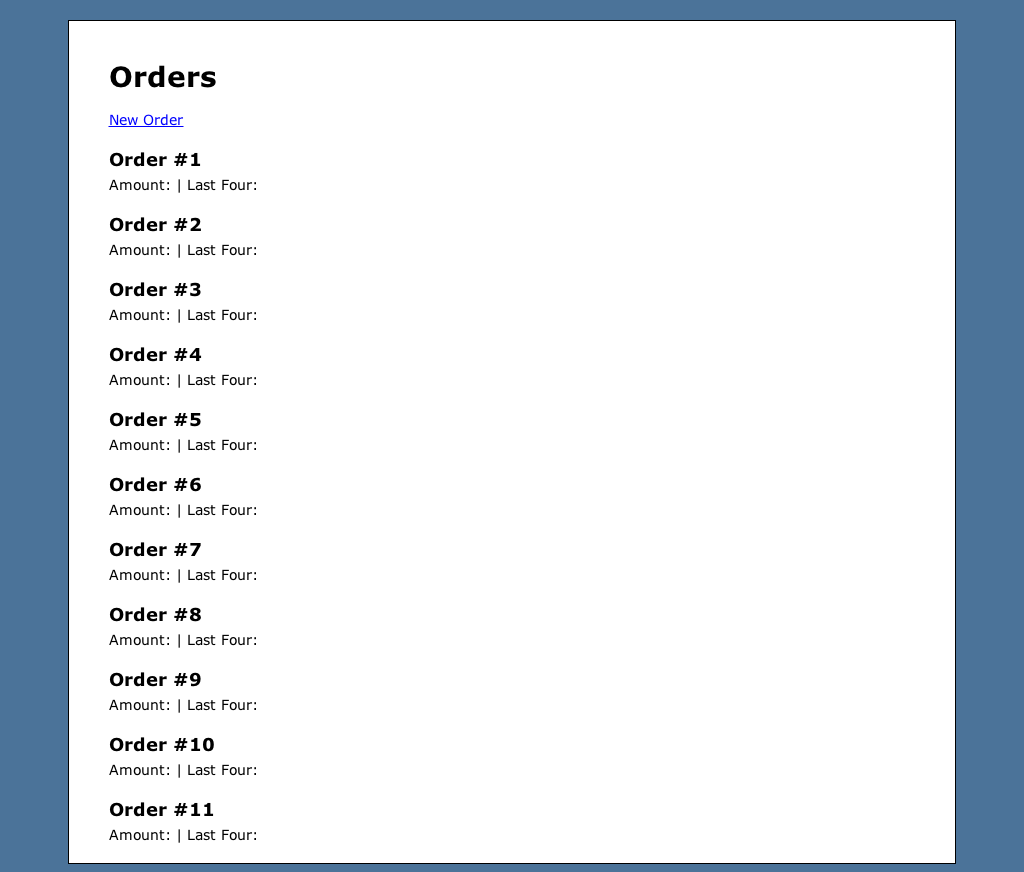 Orders
New Order
Order #1
Amount: | Last Four:
Order #2
Amount: | Last Four:
Order #3
Amount: | Last Four:
Order #4
Amount: | Last Four:
Order #5
Amount: | Last Four:
Order #6
Amount: | Last Four:
Order #7
Amount: | Last Four:
Order #8
Amount: | Last Four:
Order #9
Amount: | Last Four:
Order #10
Amount: | Last Four:
Order #11
Amount: | Last Four: